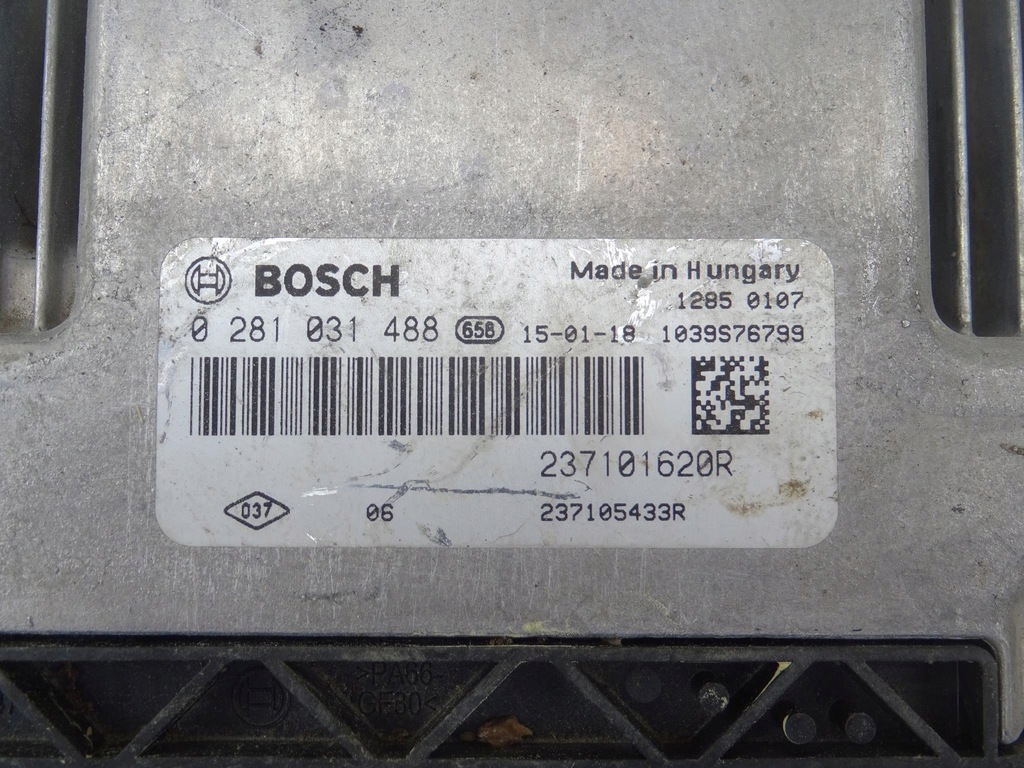 BOSCH
Made in Hungary
1285 0107
0 281 031 488 658 15-01-18 1039S76799
237101620R
037 06 237105433R
>PA66-
GF30<